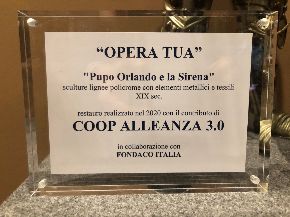 “OPERA TUA”
"Pupo Orlando e la Sirena"
sculture lignee policrome con elementi metallici e tessili
XIX sec.
restauro realizzato nel 2020 con il contributo di
COOP ALLEANZA 3.0
in collaborazione con
FONDACO ITALIA